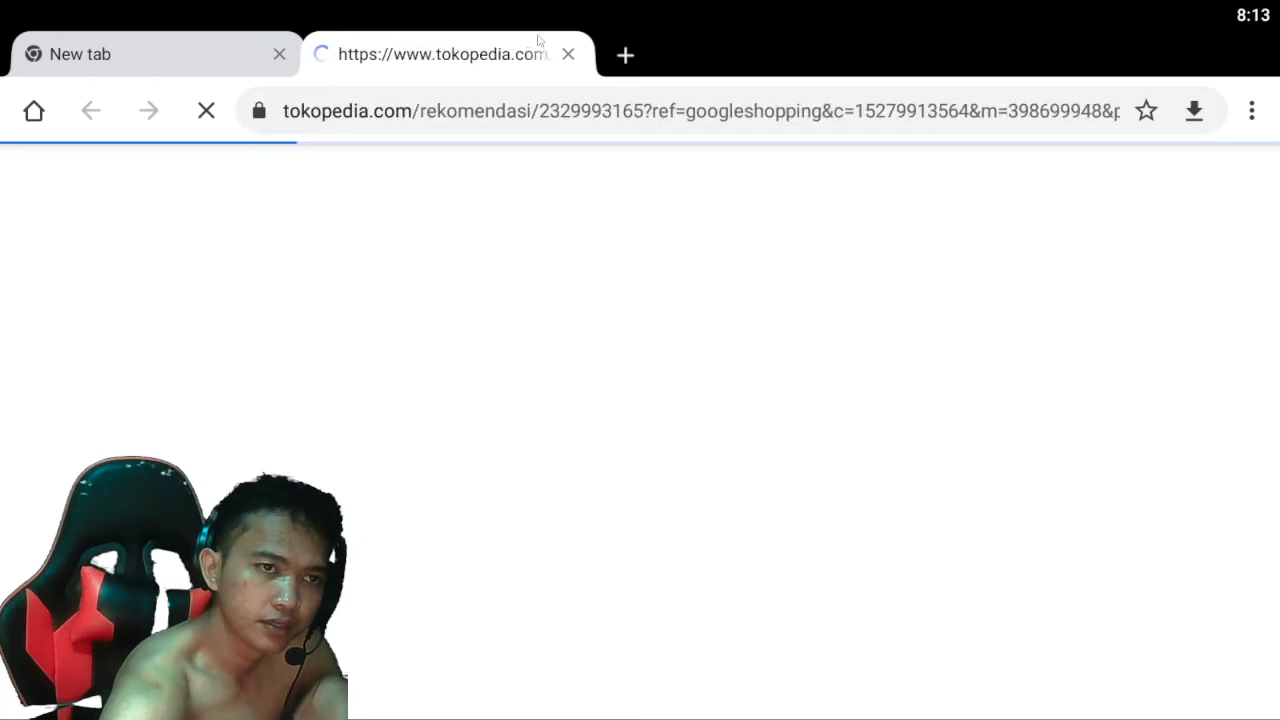 8:13
New tab
https://www.tokopedia.com
tokopedia.com/rekomendasi/2329993165?ref=googleshopping&c=15279913564&m=398699948&p